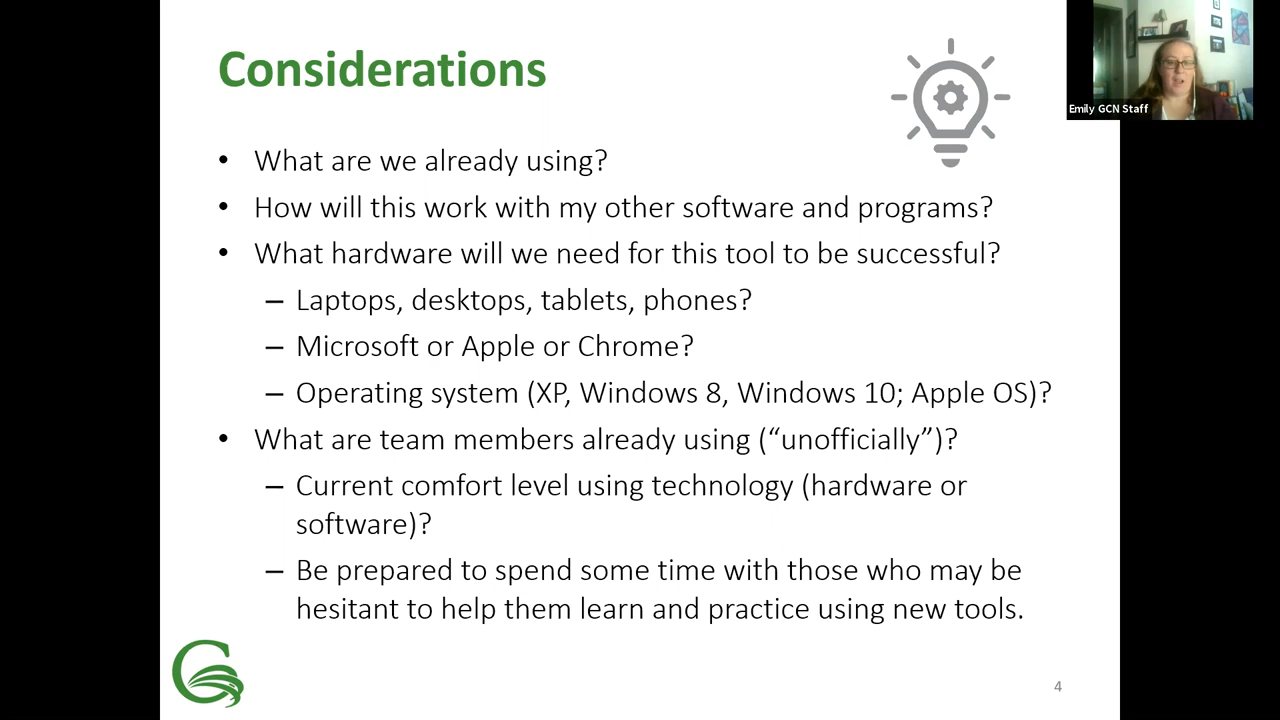 Considerations
Emily GCN Staff
• What are we already using?
• How will this work with my other software and programs?
• What hardware will we need for this tool to be successful?
– Laptops, desktops, tablets, phones?
– Microsoft or Apple or Chrome?
– Operating system (XP, Windows 8, Windows 10; Apple OS)?
• What are team members already using (“unofficially”)?
– Current comfort level using technology (hardware or
software)?
– Be prepared to spend some time with those who may be
hesitant to help them learn and practice using new tools.
4